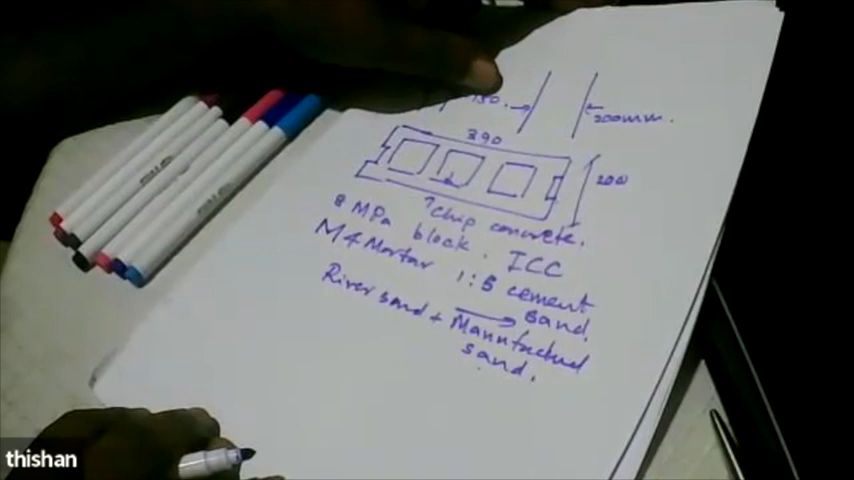 150.
200mm.
390
200
? chip concrete.
8 MPa block. ICC
M4 Mortar 1:5 cement
sand.
River sand + Manufactured
sand.
thishan